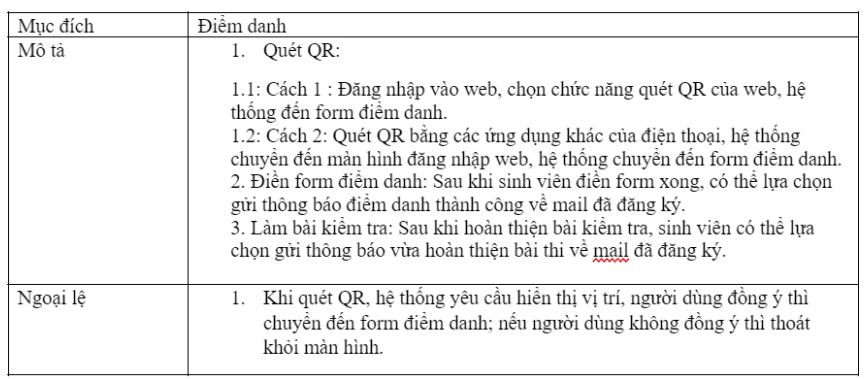 Mục đích
Điểm danh
Mô tả
1. Quét QR:
1.1: Cách 1 : Đăng nhập vào web, chọn chức năng quét QR của web, hệ
thống đến form điểm danh.
1.2: Cách 2: Quét QR bằng các ứng dụng khác của điện thoại, hệ thống
chuyển đến màn hình đăng nhập web, hệ thống chuyển đến form điểm danh.
2. Điền form điểm danh: Sau khi sinh viên điền form xong, có thể lựa chọn
gửi thông báo điểm danh thành công về mail đã đăng ký.
3. Làm bài kiểm tra: Sau khi hoàn thiện bài kiểm tra, sinh viên có thể lựa
chọn gửi thông báo vừa hoàn thiện bài thi về mail đã đăng ký.
Ngoại lệ
1. Khi quét QR, hệ thống yêu cầu hiển thị vị trí, người dùng đồng ý thì
chuyển đến form điểm danh; nếu người dùng không đồng ý thì thoát
khỏi màn hình.